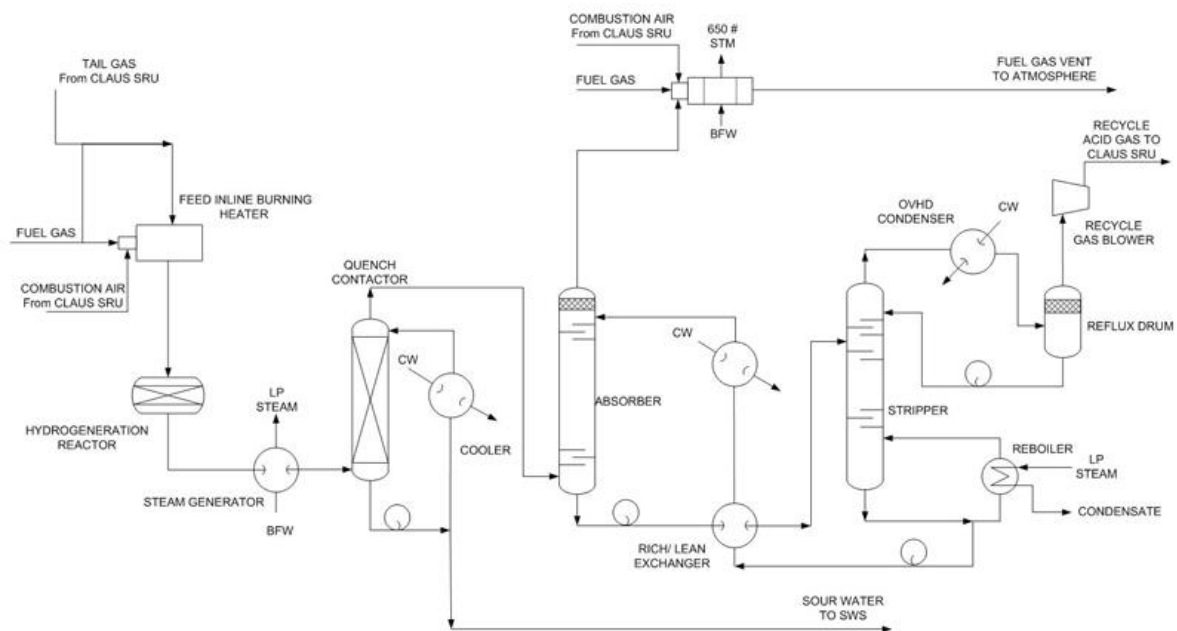 COMBUSTION AIR
From CLAUS SRU
650 #
STM
TAIL GAS
From CLAUS SRU
FUEL GAS
FUEL GAS VENT
TO ATMOSPHERE
BFW
RECYCLE
ACID GAS TO
CLAUS SRU
FEED INLINE BURNING
HEATER
OVHD
CONDENSER
CW
RECYCLE
GAS BLOWER
FUEL GAS
QUENCH
CONTACTOR
COMBUSTION AIR
From CLAUS SRU
REFLUX DRUM
CW
CW
LP
STEAM
ABSORBER
STRIPPER
HYDROGENERATION
REACTOR
COOLER
REBOILER
LP
STEAM
STEAM GENERATOR
CONDENSATE
BFW
RICH/ LEAN
EXCHANGER
SOUR WATER
TO SWS